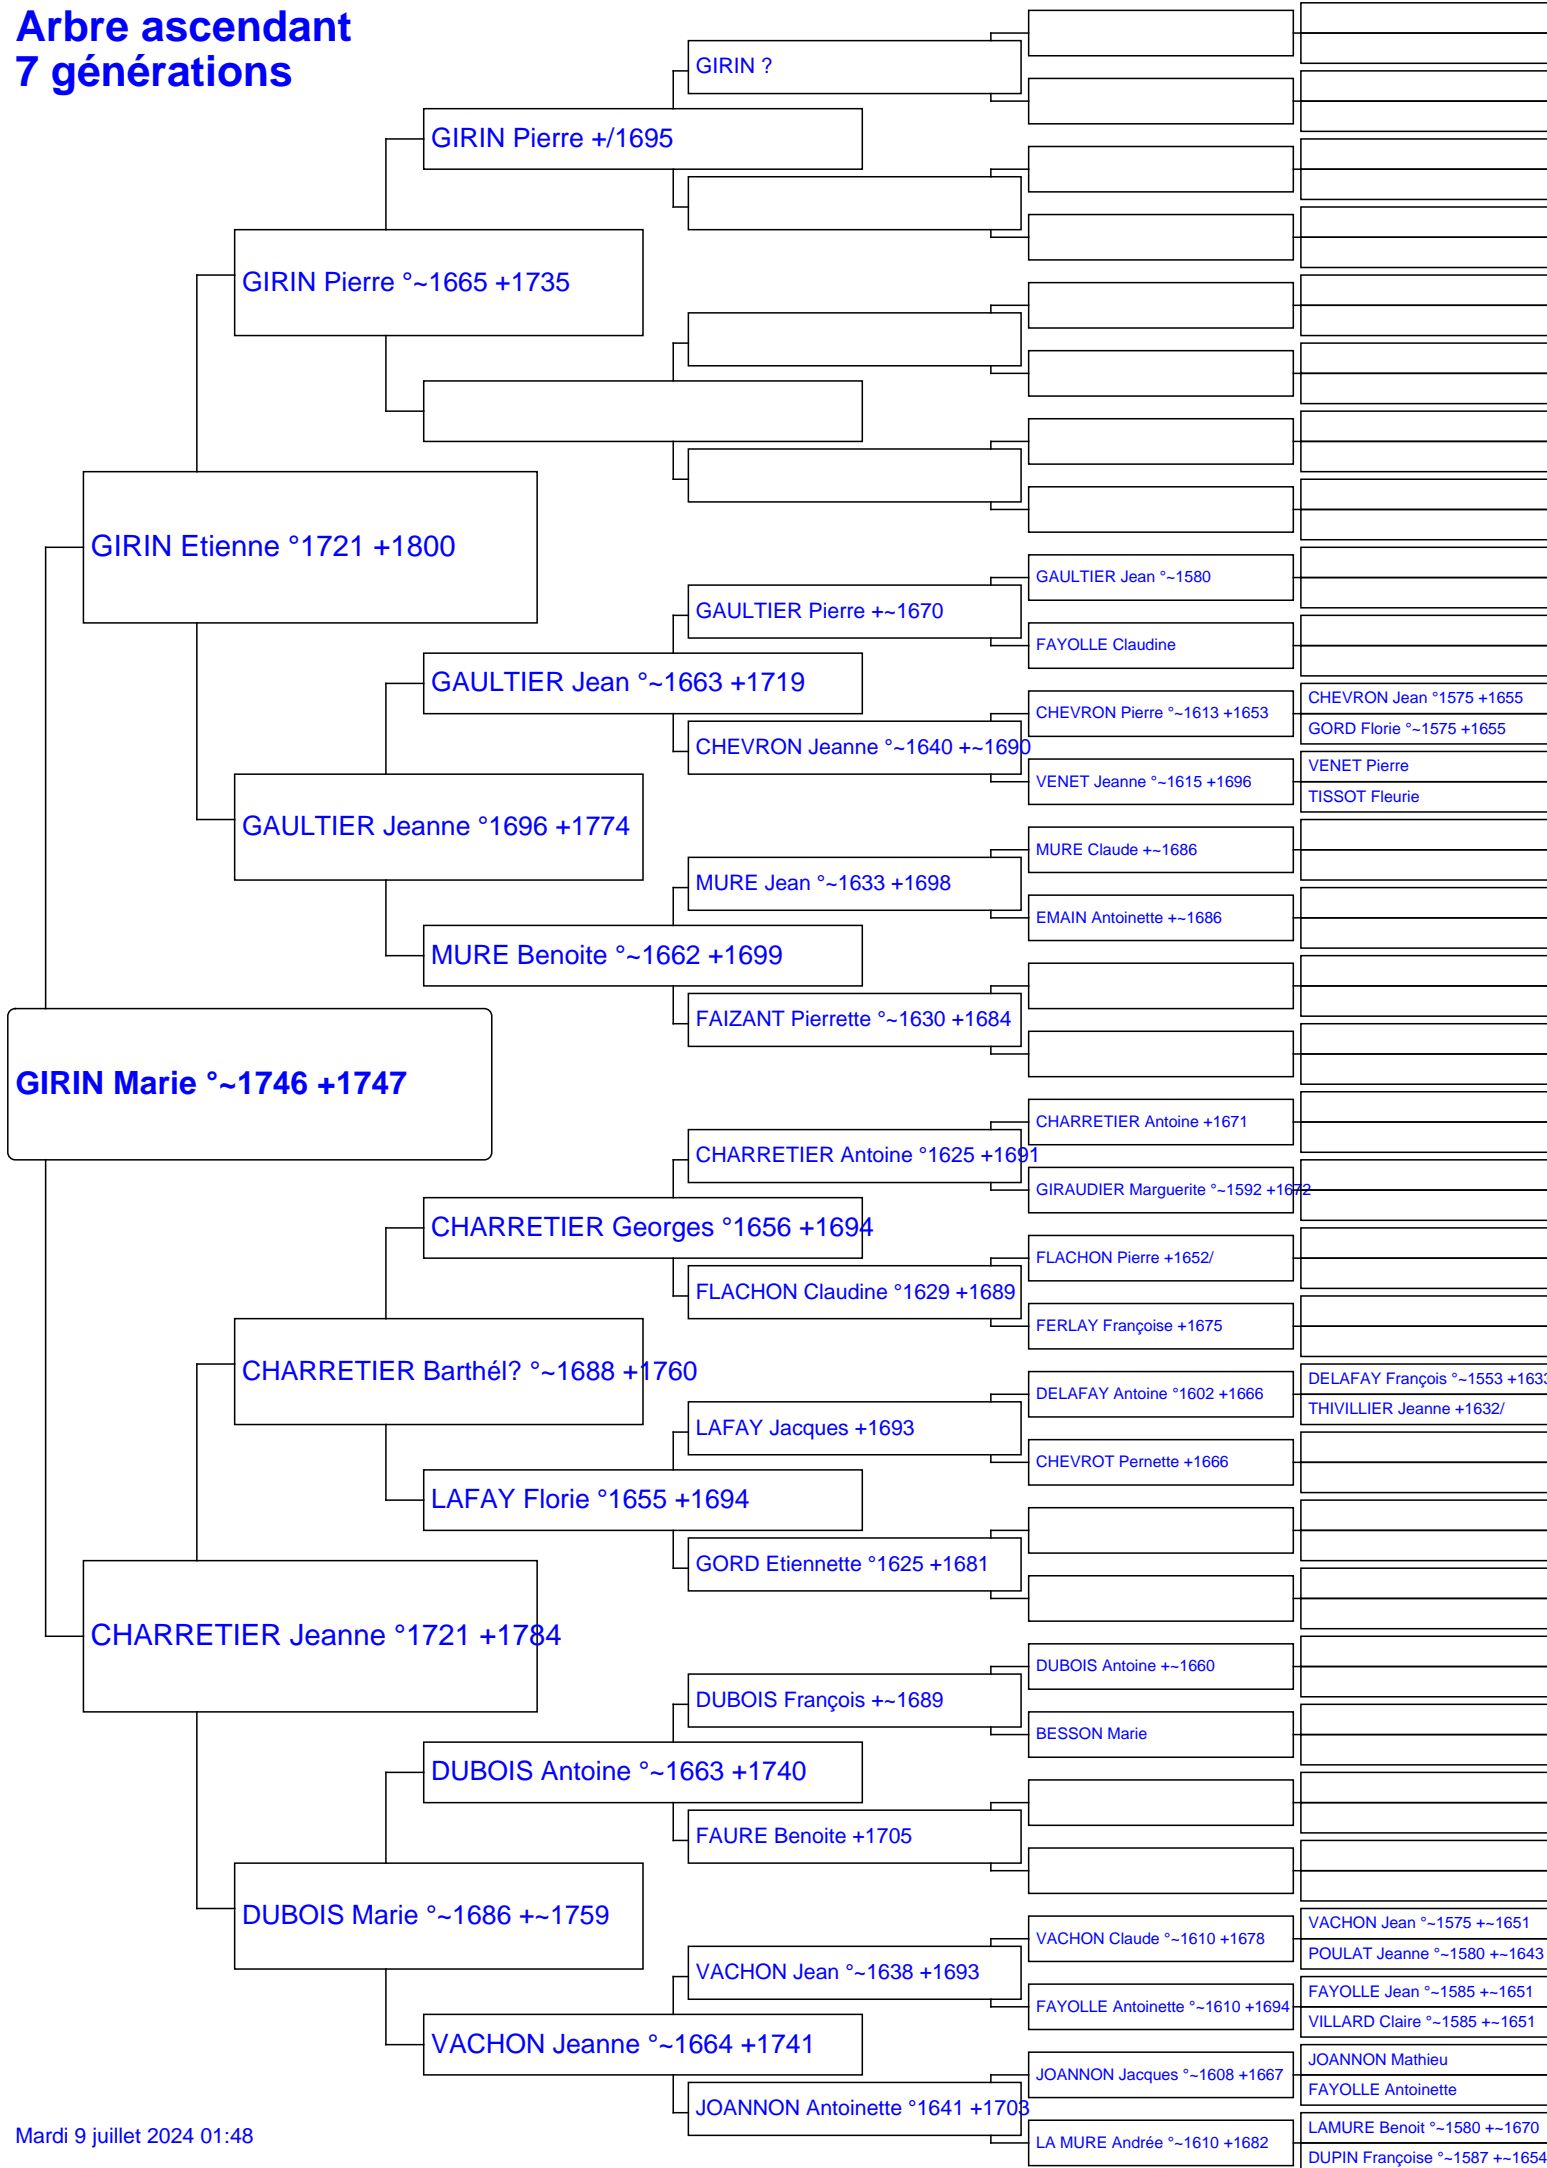 Arbre ascendant
7 générations
GIRIN ?
GIRIN Pierre +/1695
GIRIN Pierre °~1665 +1735
GIRIN Etienne °1721 +1800
GAULTIER Jean °~1580
GAULTIER Pierre +~1670
FAYOLLE Claudine
GAULTIER Jean °~1663 +1719
CHEVRON Jean °1575 +1655
CHEVRON Pierre °~1613 +1653
GORD Florie °~1575 +1655
CHEVRON Jeanne °~1640 +~1690
VENET Pierre
VENET Jeanne °~1615 +1696
TISSOT Fleurie
GAULTIER Jeanne °1696 +1774
MURE Claude +~1686
MURE Jean °~1633 +1698
EMAIN Antoinette +~1686
MURE Benoite °~1662 +1699
FAIZANT Pierrette °~1630 +1684
GIRIN Marie °~1746 +1747
CHARRETIER Antoine +1671
CHARRETIER Antoine °1625 +1691
GIRAUDIER Marguerite °~1592 +1672
CHARRETIER Georges °1656 +1694
FLACHON Pierre +1652/
FLACHON Claudine °1629 +1689
FERLAY Françoise +1675
CHARRETIER Barthél? °~1688 +1760
DELAFAY François °~1553 +1633
DELAFAY Antoine °1602 +1666
THIVILLIER Jeanne +1632/
LAFAY Jacques +1693
CHEVROT Pernette +1666
LAFAY Florie °1655 +1694
GORD Etiennette °1625 +1681
CHARRETIER Jeanne °1721 +1784
DUBOIS Antoine +~1660
DUBOIS François +~1689
BESSON Marie
DUBOIS Antoine °~1663 +1740
FAURE Benoite +1705
DUBOIS Marie °~1686 +~1759
VACHON Jean °~1575 +~1651
VACHON Claude °~1610 +1678
POULAT Jeanne °~1580 +~1643
VACHON Jean °~1638 +1693
FAYOLLE Jean °~1585 +~1651
FAYOLLE Antoinette °~1610 +1694
VILLARD Claire °~1585 +~1651
VACHON Jeanne °~1664 +1741
JOANNON Mathieu
JOANNON Jacques °~1608 +1667
FAYOLLE Antoinette
JOANNON Antoinette °1641 +1703
LAMURE Benoit °~1580 +~1670
LA MURE Andrée °~1610 +1682
DUPIN Françoise °~1587 +~1654
Mardi 9 juillet 2024 01:48